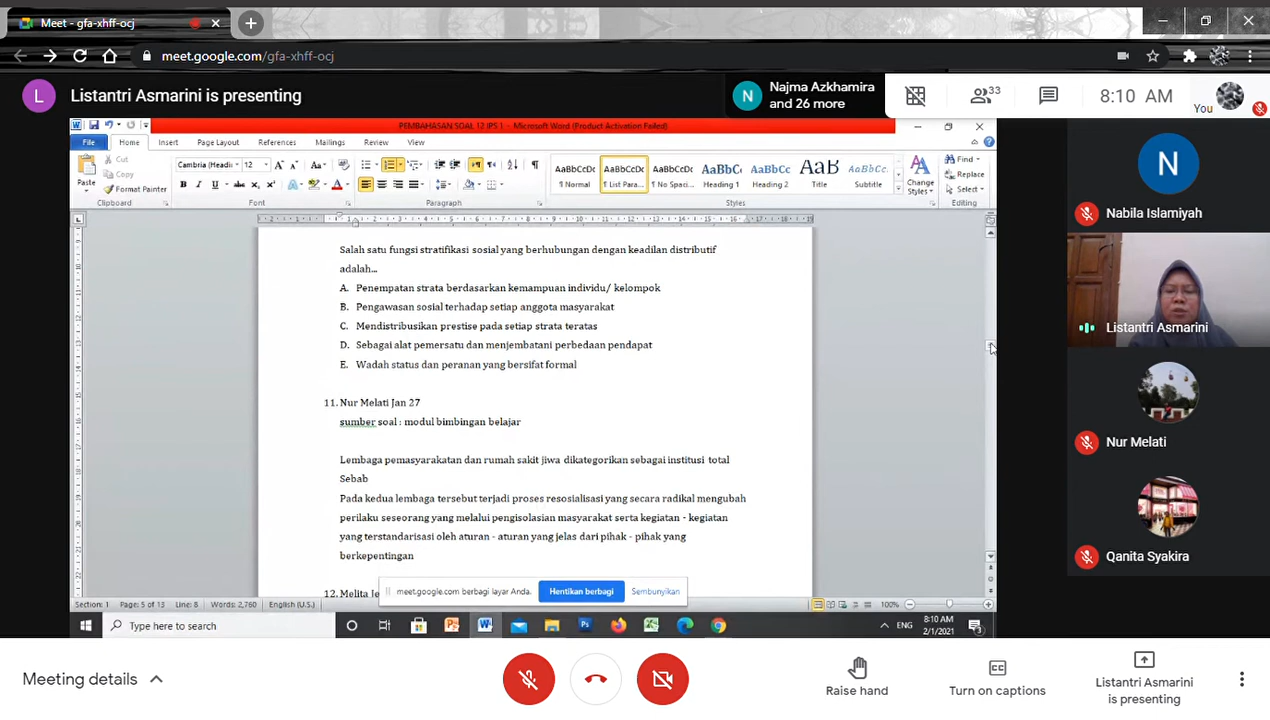 Meet - gfa-xhff-ocj
meet.google.com/gfa-xhff-ocj
L
Listantri Asmarini is presenting
N
Najma Azkhamira
and 26 more
33
8:10 AM
You
PEMBAHASAN SOAL 12 IPS 1 - Microsoft Word (Product Activation Failed)
File Home Insert Page Layout References Mailings Review View
Paste
Cut
Copy
Format Painter
Clipboard
Cambria (Headi 12
Font
Paragraph
AaBbCcDc AaBbCcDc AaBbCcDc AaBbC AaBbCc AaB AaBbCcL
¶ Normal ¶ List Para... ¶ No Spaci... Heading 1 Heading 2 Title Subtitle
Styles
Change
Styles
Find
Replace
Select
Editing
Salah satu fungsi stratifikasi sosial yang berhubungan dengan keadilan distributif
adalah...
A. Penempatan strata berdasarkan kemampuan individu/ kelompok
B. Pengawasan sosial terhadap setiap anggota masyarakat
C. Mendistribusikan prestise pada setiap strata teratas
D. Sebagai alat pemersatu dan menjembatani perbedaan pendapat
E. Wadah status dan peranan yang bersifat formal
11. Nur Melati Jan 27
sumber soal : modul bimbingan belajar
Lembaga pemasyarakatan dan rumah sakit jiwa dikategorikan sebagai institusi total
Sebab
Pada kedua lembaga tersebut terjadi proses resosialisasi yang secara radikal mengubah
perilaku seseorang yang melalui pengisolasian masyarakat serta kegiatan - kegiatan
yang terstandarisasi oleh aturan - aturan yang jelas dari pihak - pihak yang
berkepentingan
12. Melita Ja
meet.google.com berbagi layar Anda. Hentikan berbagi Sembunyikan
Section: 1 Page: 5 of 13 Line: 8 Words: 2,760 English (U.S.) 100%
Type here to search
ENG
8:10 AM
2/1/2021
3
N
Nabila Islamiyah
Listantri Asmarini
Nur Melati
Qanita Syakira
Meeting details
Raise hand
Turn on captions
Listantri Asmarini
is presenting